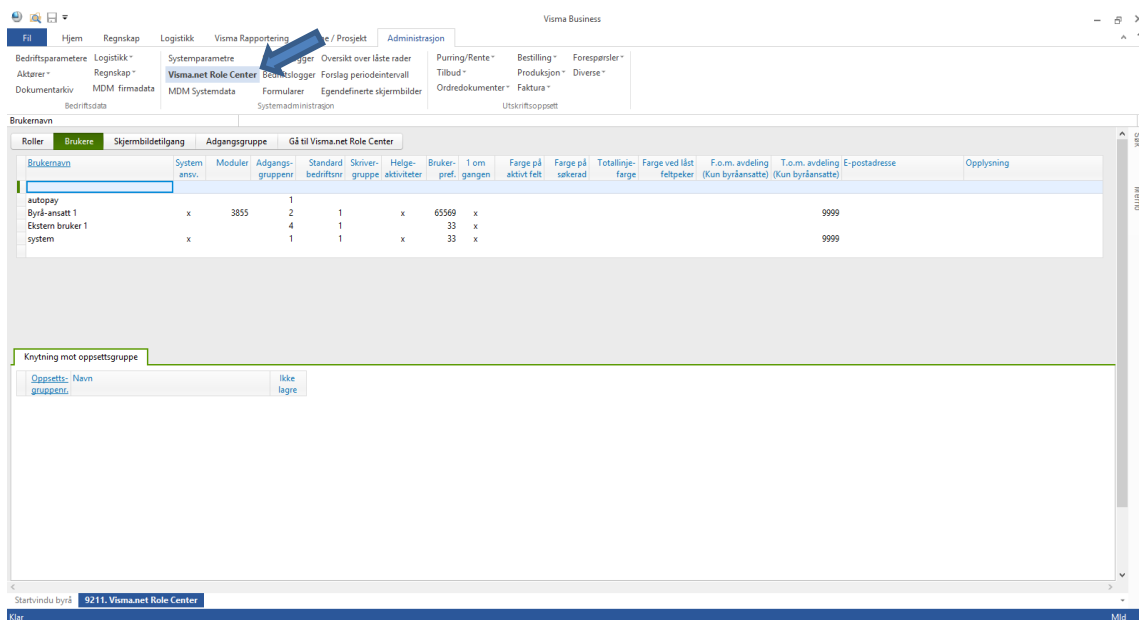 Visma Business
Fil Hjem Regnskap Logistikk Visma Rapportering / Prosjekt Administrasjon
Bedriftsparametere Logistikk Systemparametre Oversikt over låste rader Purring/Rente Bestilling Forespørsler
Aktører Regnskap Visma.net Role Center Bedriftslogger Forslag periodeintervall Tilbud Produksjon Diverse
Dokumentarkiv MDM firmadata MDM Systemdata Formularer Egendefinerte skjermbilder Ordredokumenter Faktura
Bedriftsdata Systemadministrasjon Utskriftsoppsett
Brukernavn
Roller Brukere Skjermbildetilgang Adgangsgruppe Gå til Visma.net Role Center
Brukernavn System Moduler Adgangs- Standard Skriver- Helge- Bruker- 1 om Farge på Farge på Totallinje- Farge ved låst F.o.m. avdeling T.o.m. avdeling E-postadresse Opplysning
ansv. gruppenr bedriftsnr gruppe aktiviteter pref. gangen aktivt felt søkerad farge feltpeker (Kun byråansatte) (Kun byråansatte)
autopay 1
Byrå-ansatt 1 x 3855 2 1 x 65569 x 9999
Ekstern bruker 1 4 1 33 x
system x 1 1 x 33 x 9999
Knytning mot oppsettsgruppe
Oppsetts- Navn Ikke
gruppenr. lagre
Startvindu byrå 9211. Visma.net Role Center
Klar Mld